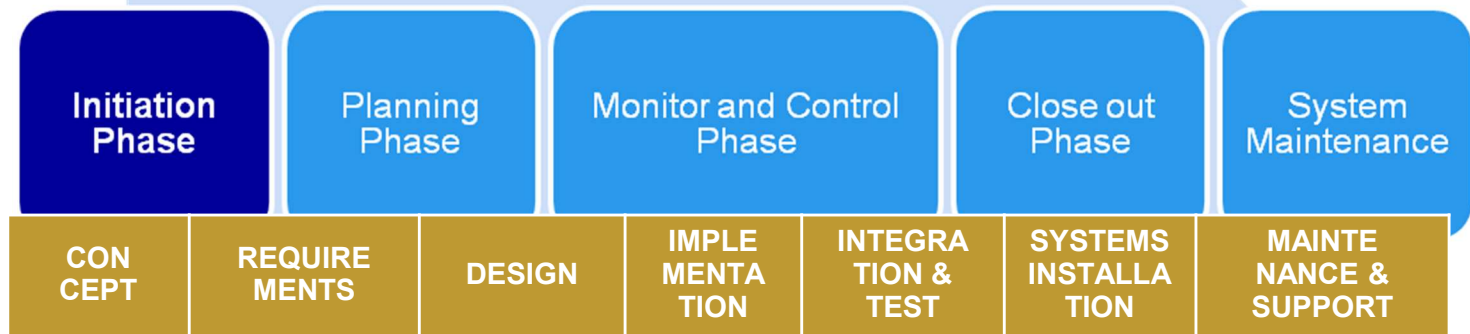 Initiation
Phase
Planning
Phase
Monitor and Control
Phase
Close out
Phase
System
Maintenance
CON
CEPT
REQUIRE
MENTS
DESIGN
IMPLE
MENTA
TION
INTEGRA
TION &
TEST
SYSTEMS
INSTALLA
TION
MAINTE
NANCE &
SUPPORT